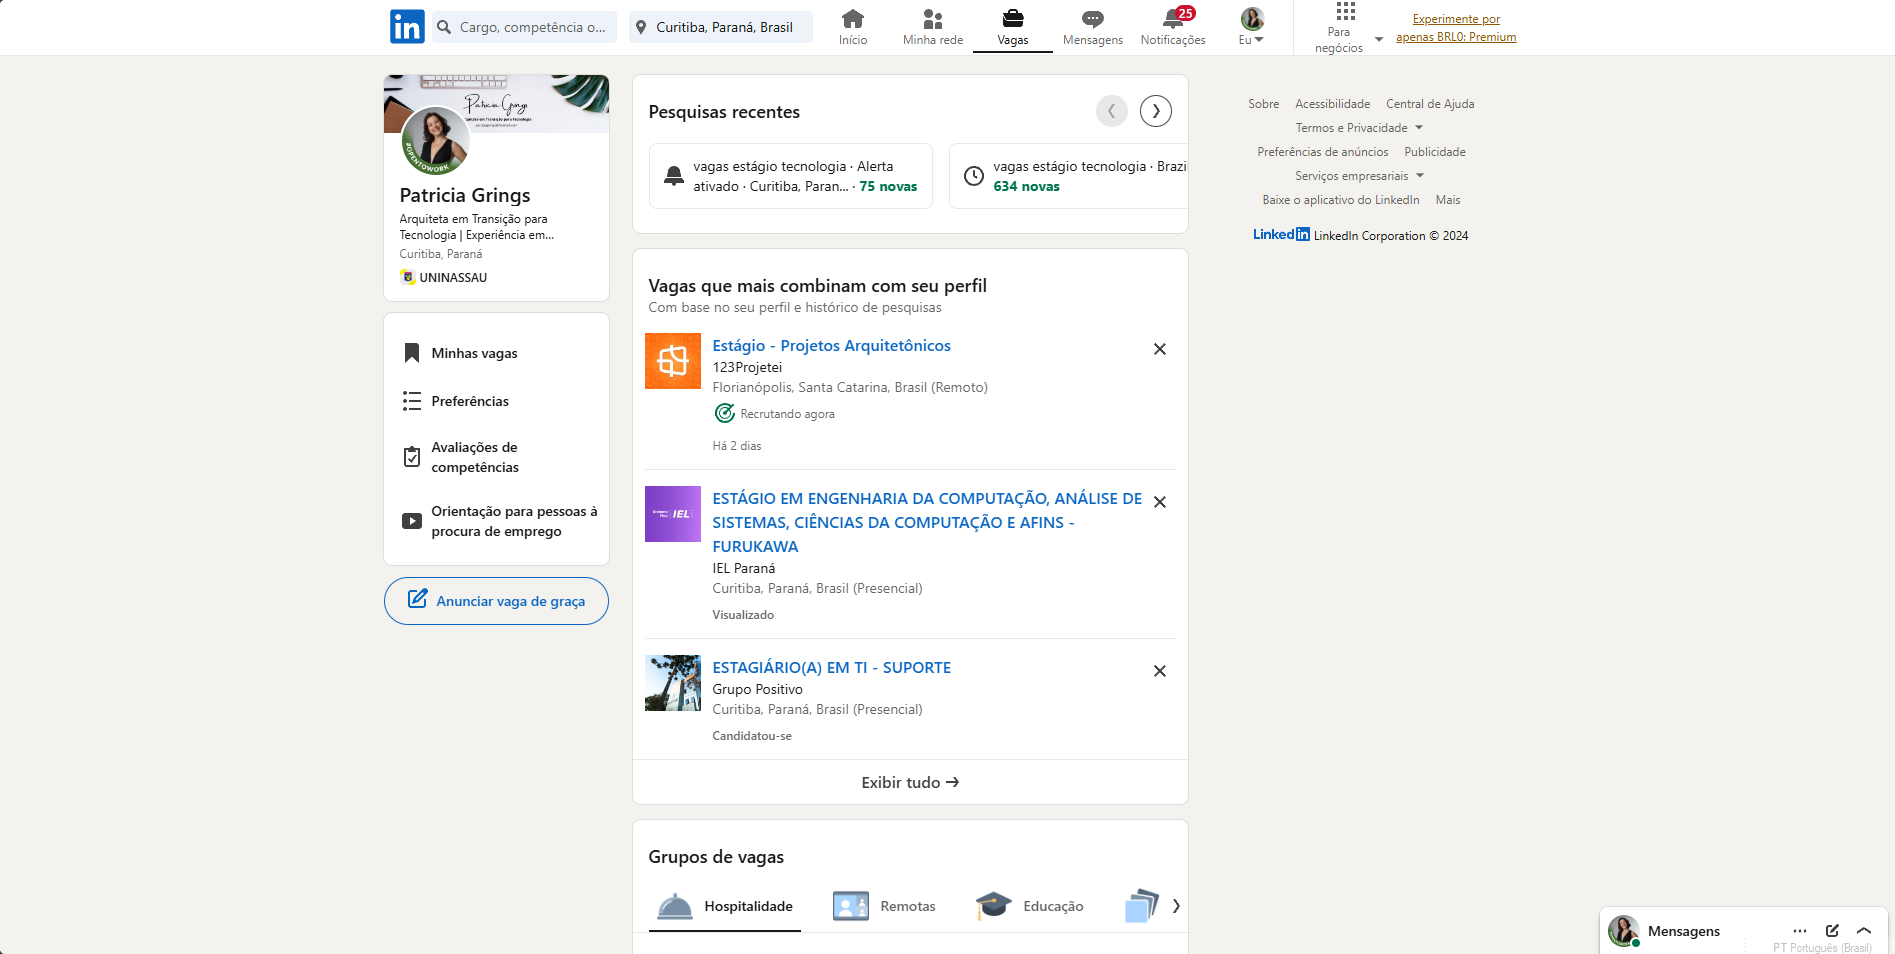 in
Cargo, competência o...
Curitiba, Paraná, Brasil
Início
Minha rede
Vagas
Mensagens
25
Notificações
Eu
Para
negócios
Experimente por
apenas BRL0: Premium
Patricia Grings
#OPENTOWORK
Patricia Grings
Arquiteta em Transição para
Tecnologia | Experiência em...
Curitiba, Paraná
UNINASSAU
Minhas vagas
Preferências
Avaliações de
competências
Orientação para pessoas à
procura de emprego
Anunciar vaga de graça
Pesquisas recentes
vagas estágio tecnologia · Alerta
ativado · Curitiba, Paran... · 75 novas
vagas estágio tecnologia · Brazi
634 novas
Vagas que mais combinam com seu perfil
Com base no seu perfil e histórico de pesquisas
Estágio - Projetos Arquitetônicos
123Projetei
Florianópolis, Santa Catarina, Brasil (Remoto)
Recrutando agora
Há 2 dias
IEL
ESTÁGIO EM ENGENHARIA DA COMPUTAÇÃO, ANÁLISE DE
SISTEMAS, CIÊNCIAS DA COMPUTAÇÃO E AFINS -
FURUKAWA
IEL Paraná
Curitiba, Paraná, Brasil (Presencial)
Visualizado
ESTAGIÁRIO(A) EM TI - SUPORTE
Grupo Positivo
Curitiba, Paraná, Brasil (Presencial)
Candidatou-se
Exibir tudo →
Grupos de vagas
Hospitalidade
Remotas
Educação
Sobre Acessibilidade Central de Ajuda
Termos e Privacidade
Preferências de anúncios Publicidade
Serviços empresariais
Baixe o aplicativo do LinkedIn Mais
LinkedIn LinkedIn Corporation © 2024
Mensagens
PT Português (Brasil)